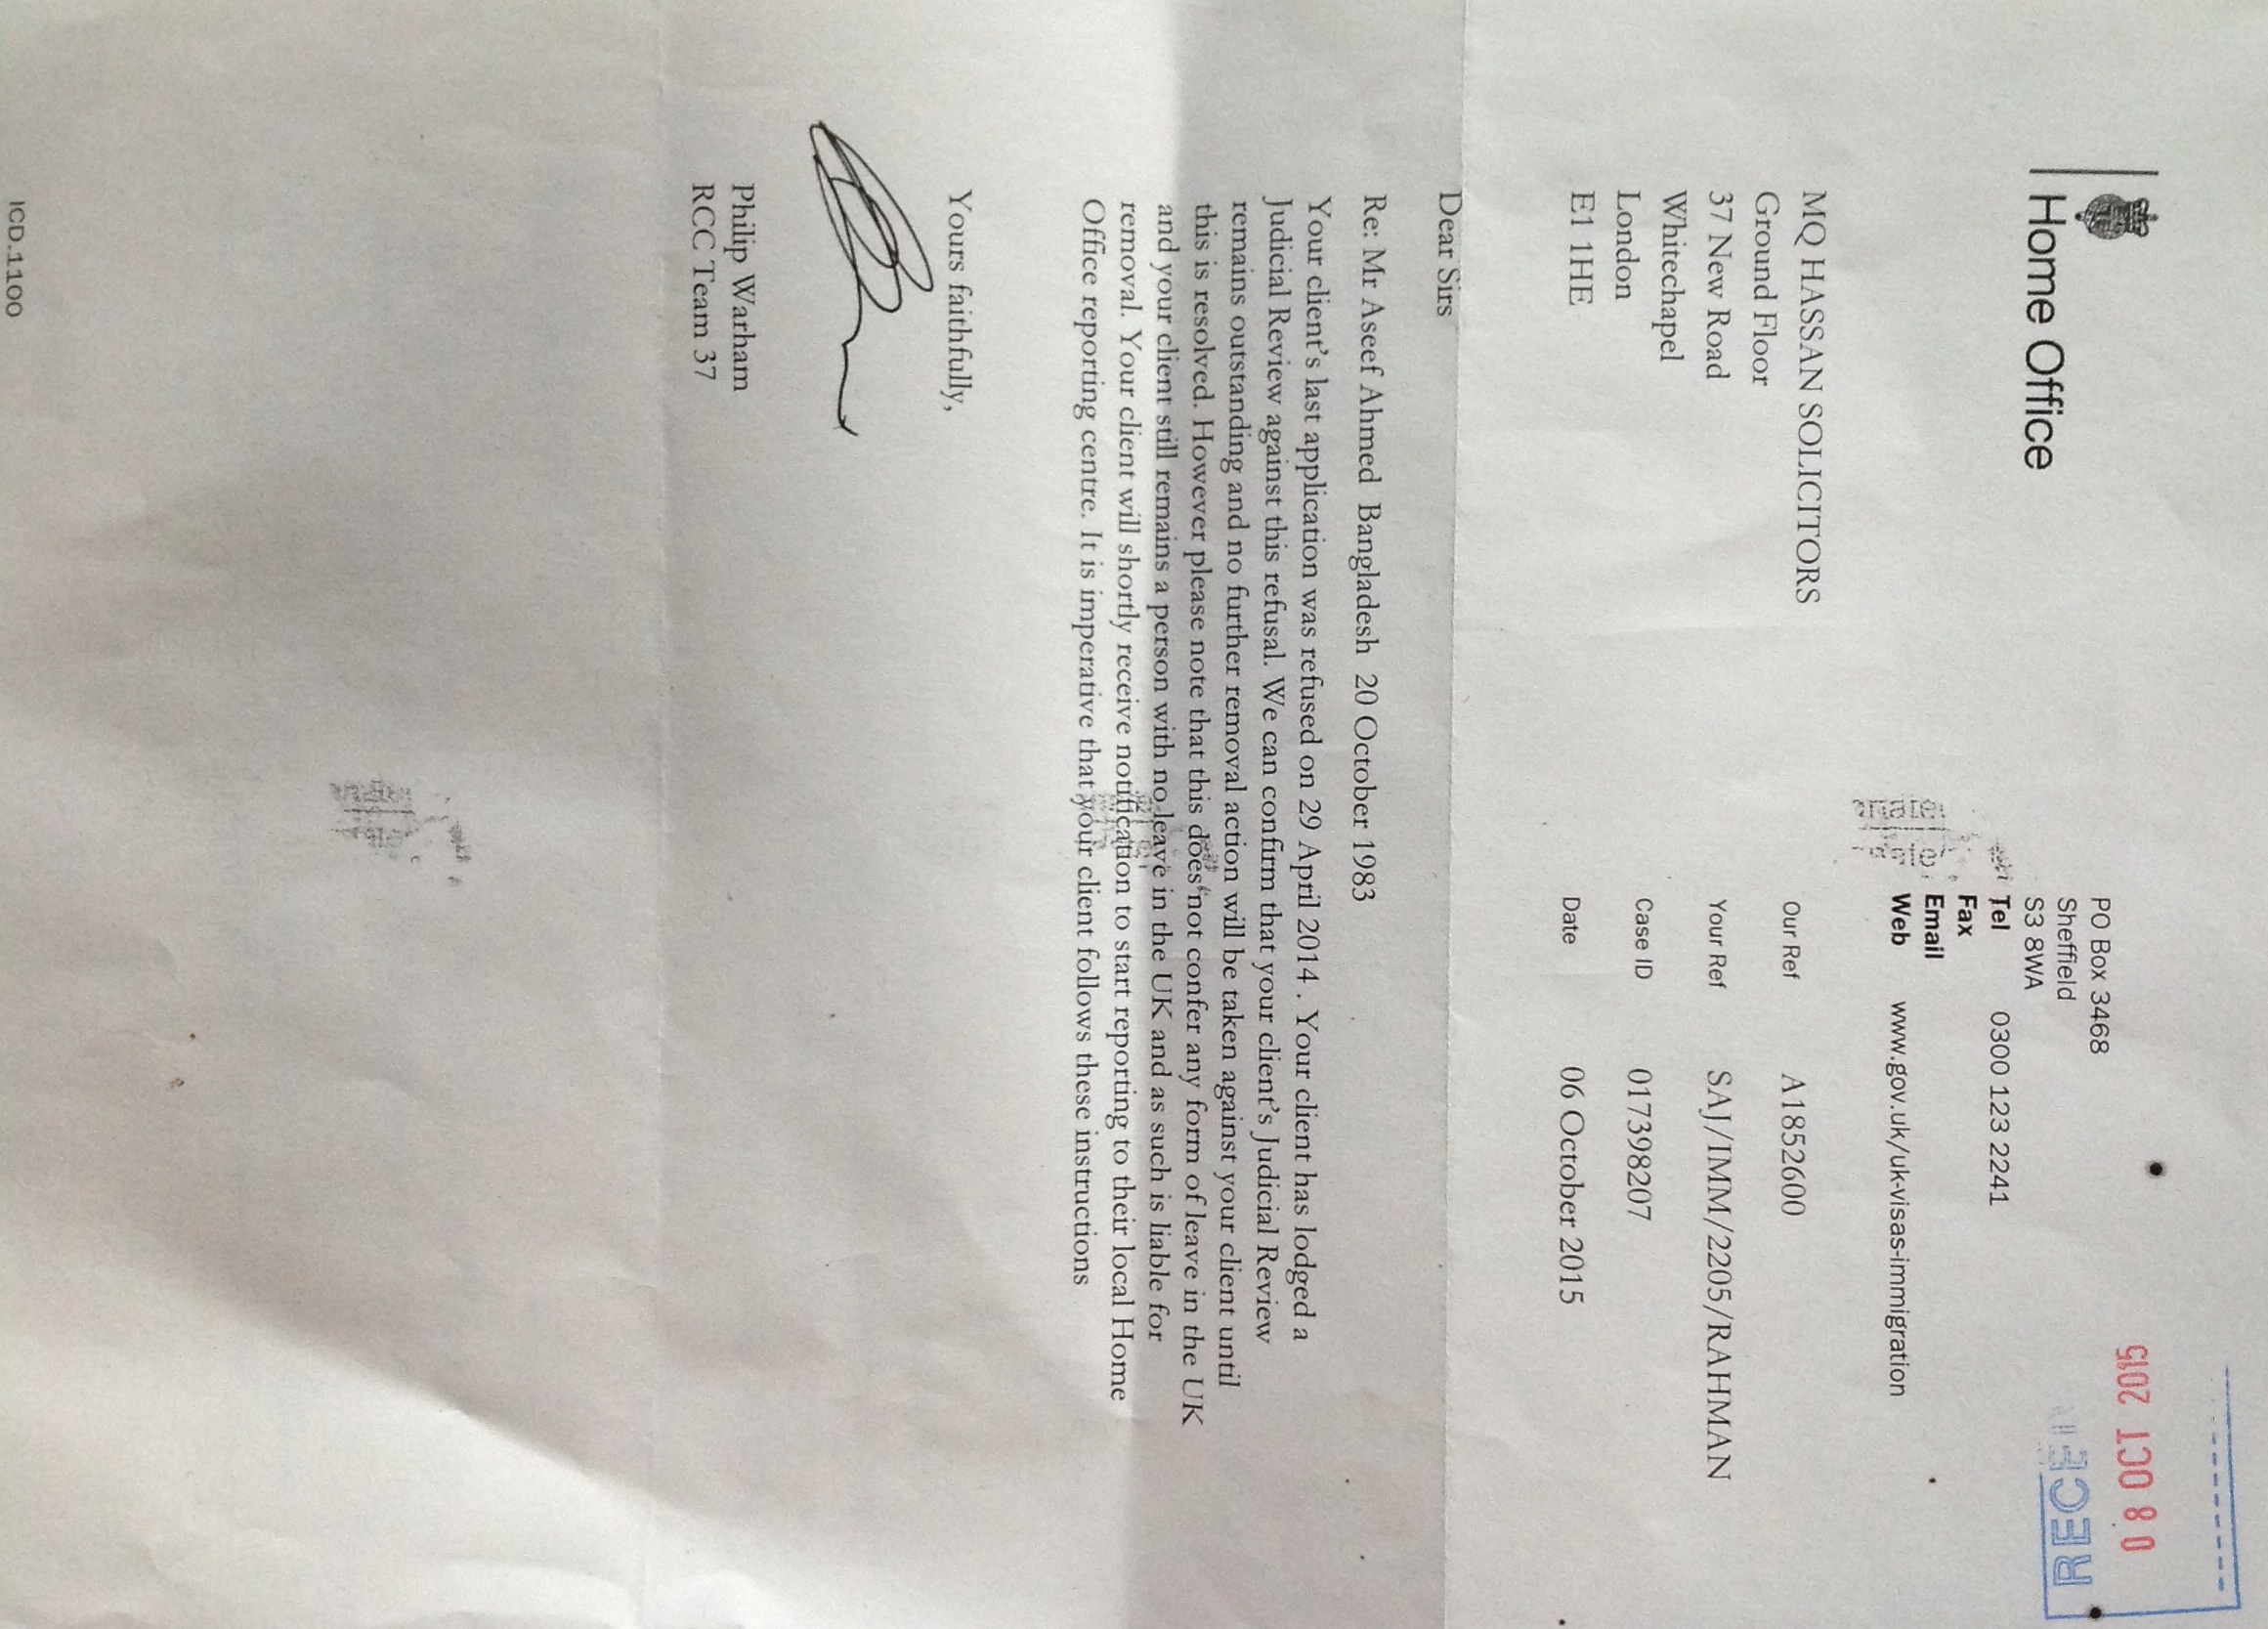 Home Office
PO Box 3468
Sheffield
S3 8WA
Tel 0300 123 2241
Fax
Email
Web www.gov.uk/uk-visas-immigration
08 OCT 2015
RECE
MQ HASSAN SOLICITORS
Ground Floor
37 New Road
Whitechapel
London
E1 1HE
Our Ref A1852600
Your Ref SAJ/IMM/2205/RAHMAN
Case ID 017398207
Date 06 October 2015
Dear Sirs
Re: Mr Aseef Ahmed Bangladesh 20 October 1983
Your client's last application was refused on 29 April 2014 . Your client has lodged a
Judicial Review against this refusal. We can confirm that your client's Judicial Review
remains outstanding and no further removal action will be taken against your client until
this is resolved. However please note that this does not confer any form of leave in the UK
and your client still remains a person with no leave in the UK and as such is liable for
removal. Your client will shortly receive notification to start reporting to their local Home
Office reporting centre. It is imperative that your client follows these instructions
Yours faithfully,
Philip Warham
RCC Team 37
ICD.1100